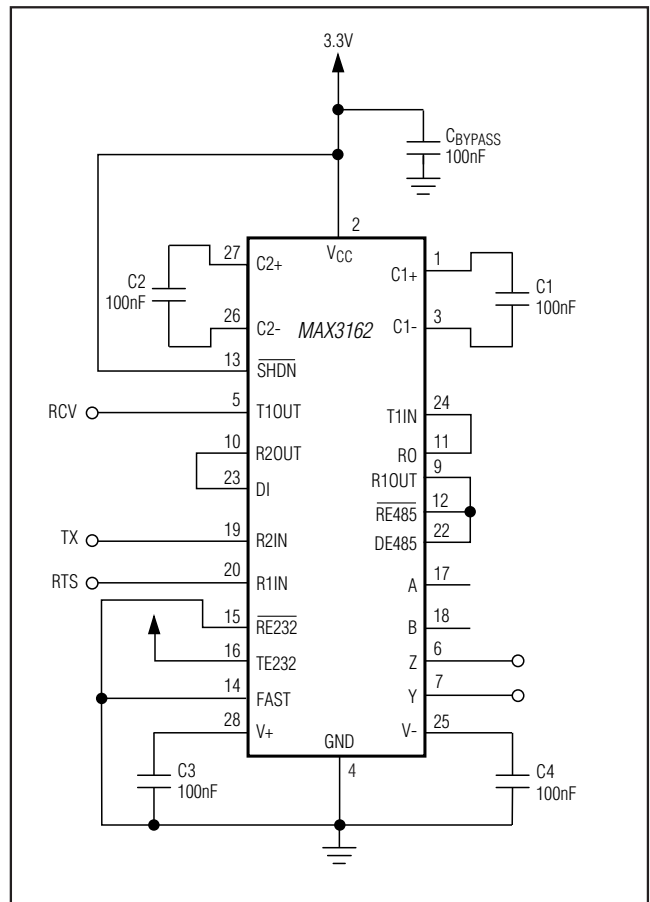 3.3V
CBYPASS
100nF
2
VCC
27
C2+
1
C1+
C2
100nF
C1
100nF
26
C2-
MAX3162
3
C1-
13
SHDN
RCV
5
T1OUT
24
T1IN
10
R2OUT
11
RO
23
DI
9
R1OUT
12
RE485
22
DE485
TX
19
R2IN
RTS
20
R1IN
17
A
15
RE232
18
B
16
TE232
6
Z
14
FAST
7
Y
28
V+
25
V-
GND
4
C3
100nF
C4
100nF